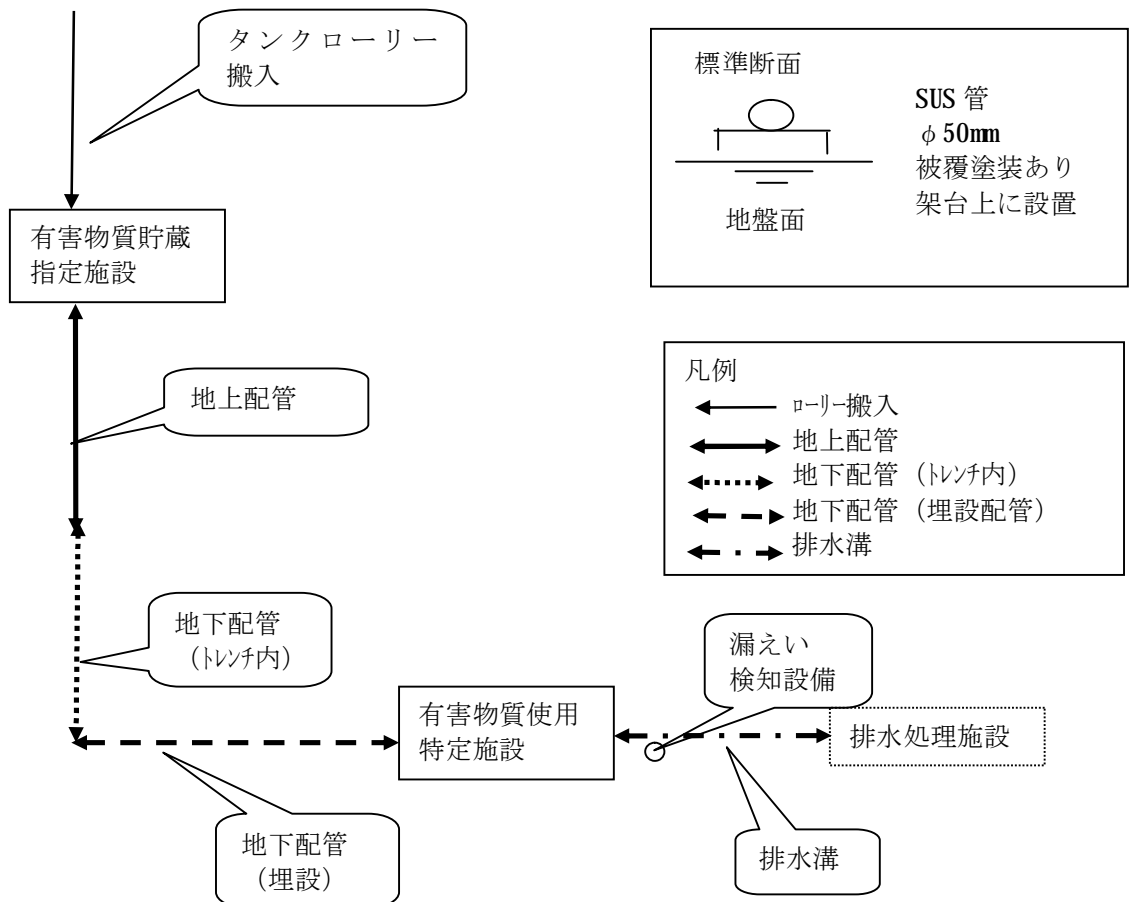 タンクローリー
搬入
標準断面
SUS 管
φ50mm
被覆塗装あり
架台上に設置
地盤面
有害物質貯蔵
指定施設
地上配管
凡例
ﾛｰﾘｰ搬入
地上配管
地下配管（ﾄﾚﾝﾁ内）
地下配管（埋設配管）
排水溝
地下配管
（ﾄﾚﾝﾁ内）
漏えい
検知設備
有害物質使用
特定施設
排水処理施設
地下配管
（埋設）
排水溝